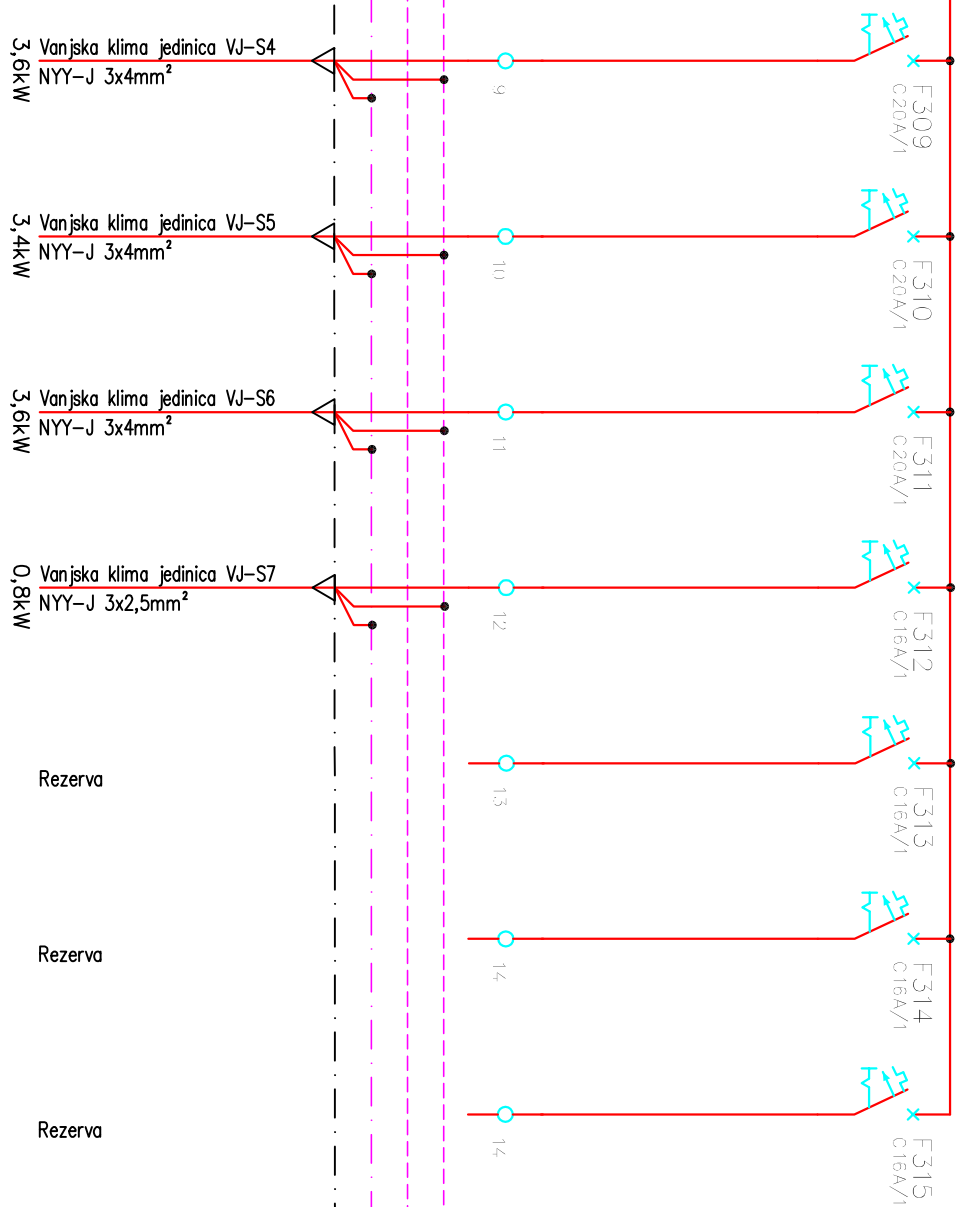 Vanjska klima jedinica VJ-S4
NYY-J 3x4mm²
3,6kW
9
F309
C20A/1
Vanjska klima jedinica VJ-S5
NYY-J 3x4mm²
3,4kW
10
F310
C20A/1
Vanjska klima jedinica VJ-S6
NYY-J 3x4mm²
3,6kW
11
F311
C20A/1
Vanjska klima jedinica VJ-S7
NYY-J 3x2,5mm²
0,8kW
12
F312
C16A/1
Rezerva
13
F313
C16A/1
Rezerva
14
F314
C16A/1
Rezerva
14
F315
C16A/1